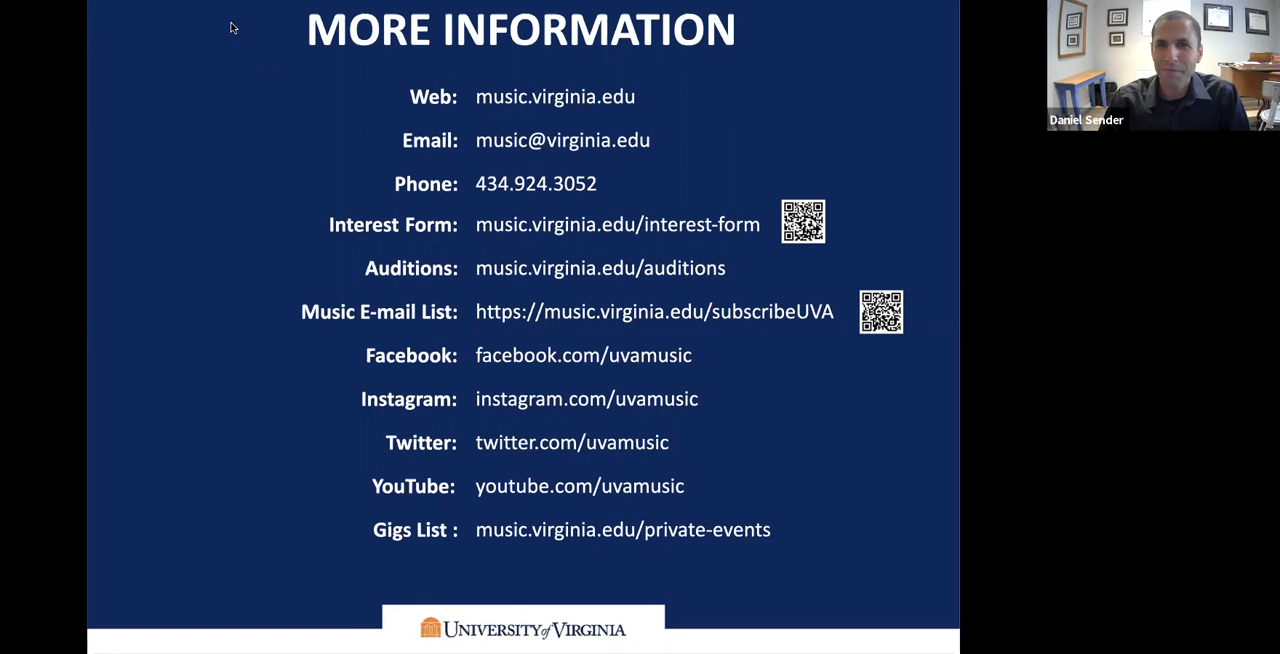 MORE INFORMATION
Web: music.virginia.edu
Email: music@virginia.edu
Phone: 434.924.3052
Interest Form: music.virginia.edu/interest-form
Auditions: music.virginia.edu/auditions
Music E-mail List: https://music.virginia.edu/subscribeUVA
Facebook: facebook.com/uvamusic
Instagram: instagram.com/uvamusic
Twitter: twitter.com/uvamusic
YouTube: youtube.com/uvamusic
Gigs List : music.virginia.edu/private-events
UNIVERSITY of VIRGINIA
Daniel Sender